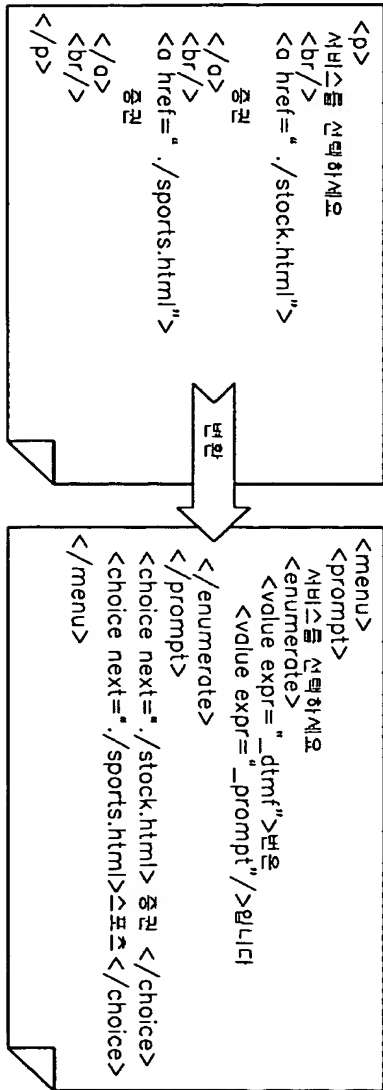 <p>
서비스를 선택하세요
<br/>
<a href=“ ./stock.html”>
증권
</a>
<br/>
<a href=“ ./sports.html”>
증권
</a>
<br/>
</p>
변환
<menu>
<prompt>
서비스를 선택하세요
<enumerate>
<value expr=“_dtmf”>번은
<value expr=“_prompt”/>입니다
</enumerate>
</prompt>
<choice next=“./stock.html> 증권 </choice>
<choice next=“./sports.html>스포츠</choice>
</menu>